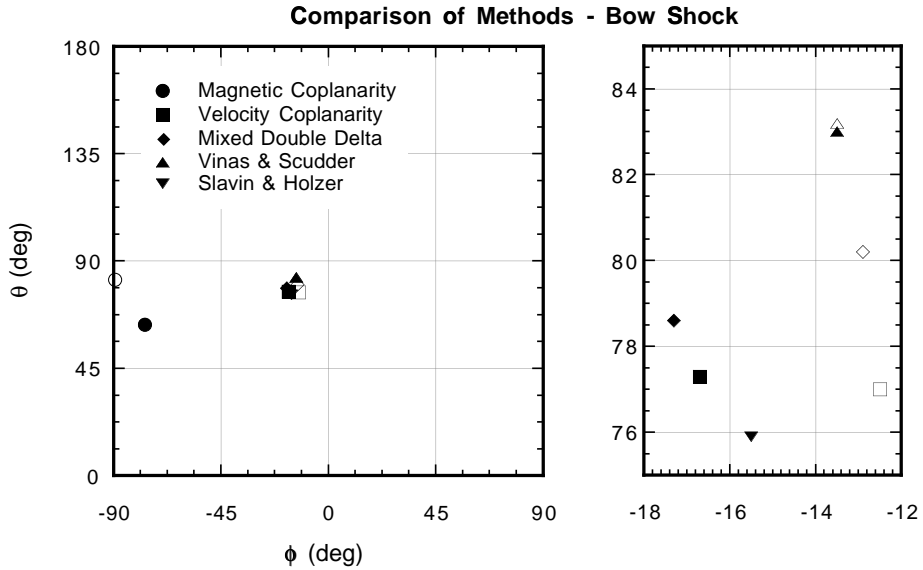 Comparison of Methods - Bow Shock
180
135
90
45
0
θ (deg)
Magnetic Coplanarity
Velocity Coplanarity
Mixed Double Delta
Vinas & Scudder
Slavin & Holzer
-90 -45 0 45 90
ϕ (deg)
84
82
80
78
76
-18 -16 -14 -12